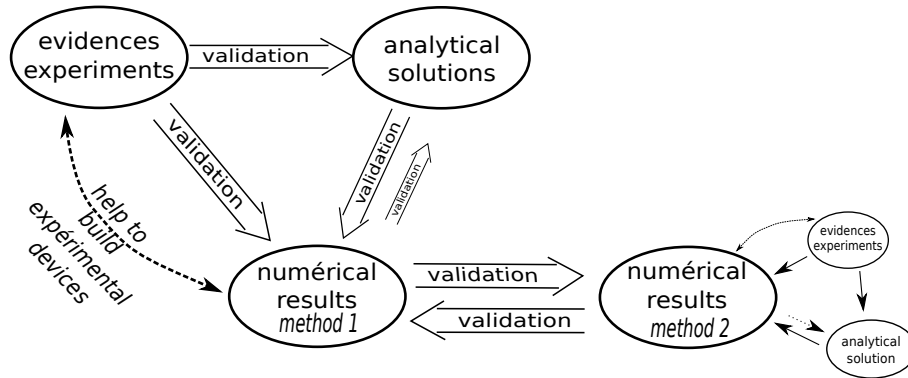 evidences
experiments
validation
analytical
solutions
validation
validation
validation
help to
build
expérimental
devices
numérical
results
method 1
validation
validation
numérical
results
method 2
evidences
experiments
analytical
solution